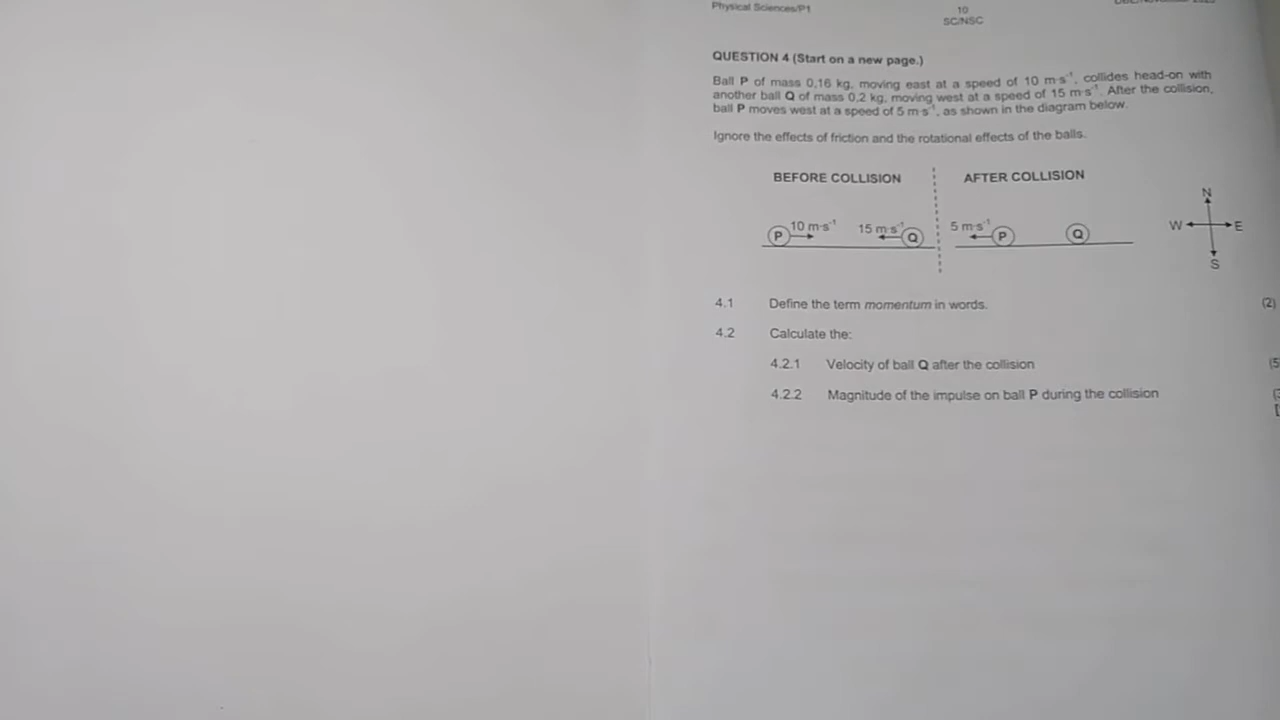 Physical Sciences/P1
10
SC/NSC
QUESTION 4 (Start on a new page.)
Ball P of mass 0,16 kg, moving east at a speed of 10 m·s⁻¹, collides head-on with
another ball Q of mass 0,2 kg, moving west at a speed of 15 m·s⁻¹. After the collision,
ball P moves west at a speed of 5 m·s⁻¹, as shown in the diagram below.
Ignore the effects of friction and the rotational effects of the balls.
BEFORE COLLISION
AFTER COLLISION
P 10 m·s⁻¹ 15 m·s⁻¹ Q 5 m·s⁻¹ P Q
N
W E
S
4.1 Define the term momentum in words. (2)
4.2 Calculate the:
4.2.1 Velocity of ball Q after the collision (5
4.2.2 Magnitude of the impulse on ball P during the collision